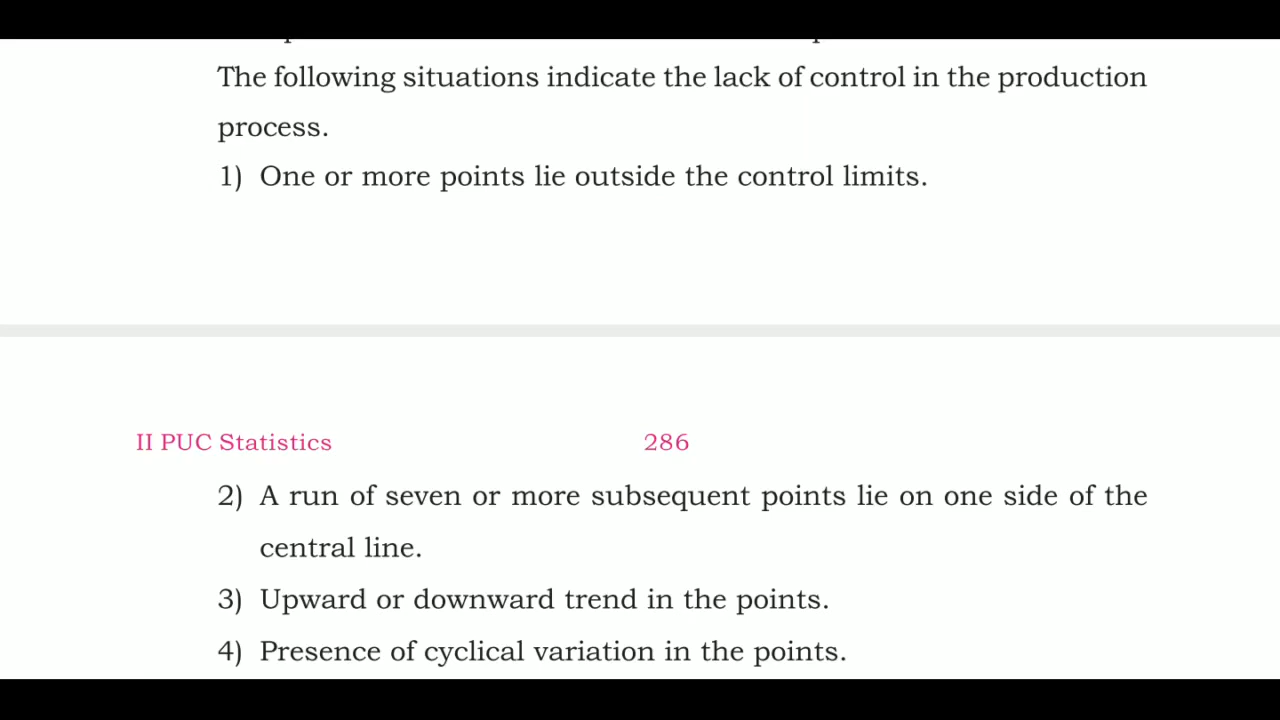 The following situations indicate the lack of control in the production
process.
1) One or more points lie outside the control limits.
II PUC Statistics 286
2) A run of seven or more subsequent points lie on one side of the
central line.
3) Upward or downward trend in the points.
4) Presence of cyclical variation in the points.